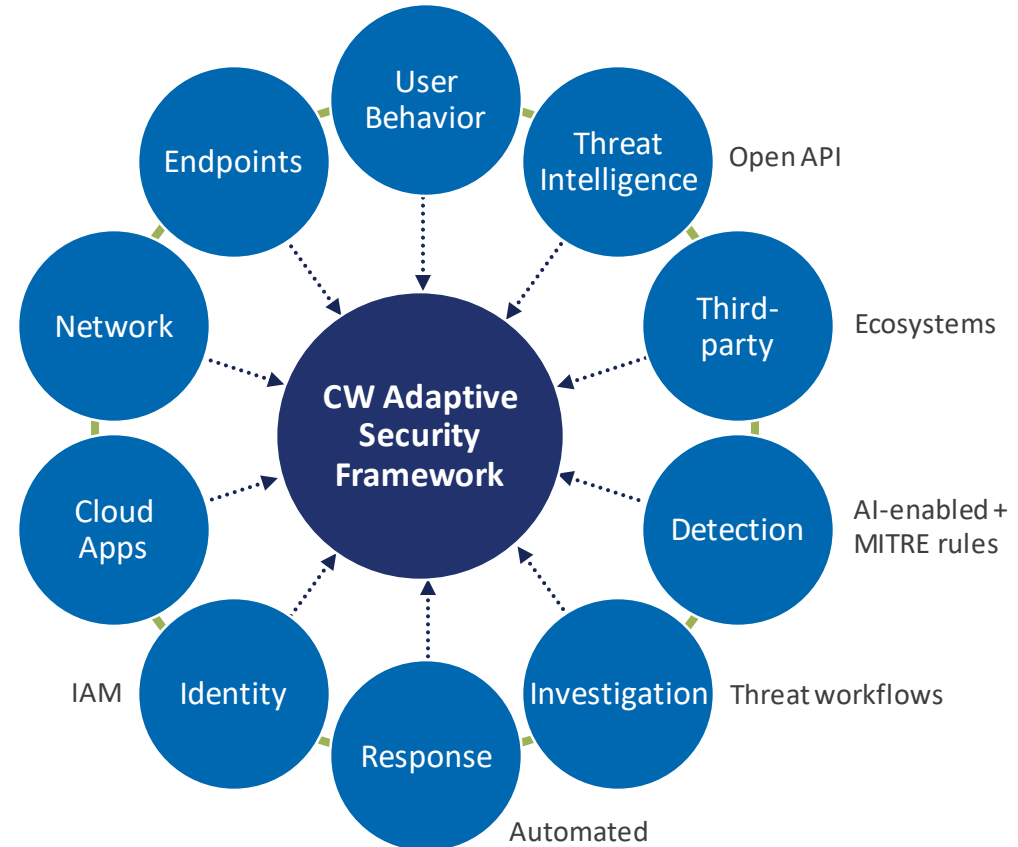 User
Behavior
Threat
Intelligence
Open API
Third-
party
Ecosystems
Detection
AI-enabled +
MITRE rules
Investigation
Threat workflows
Response
Automated
Identity
IAM
Cloud
Apps
Network
Endpoints
CW Adaptive
Security
Framework